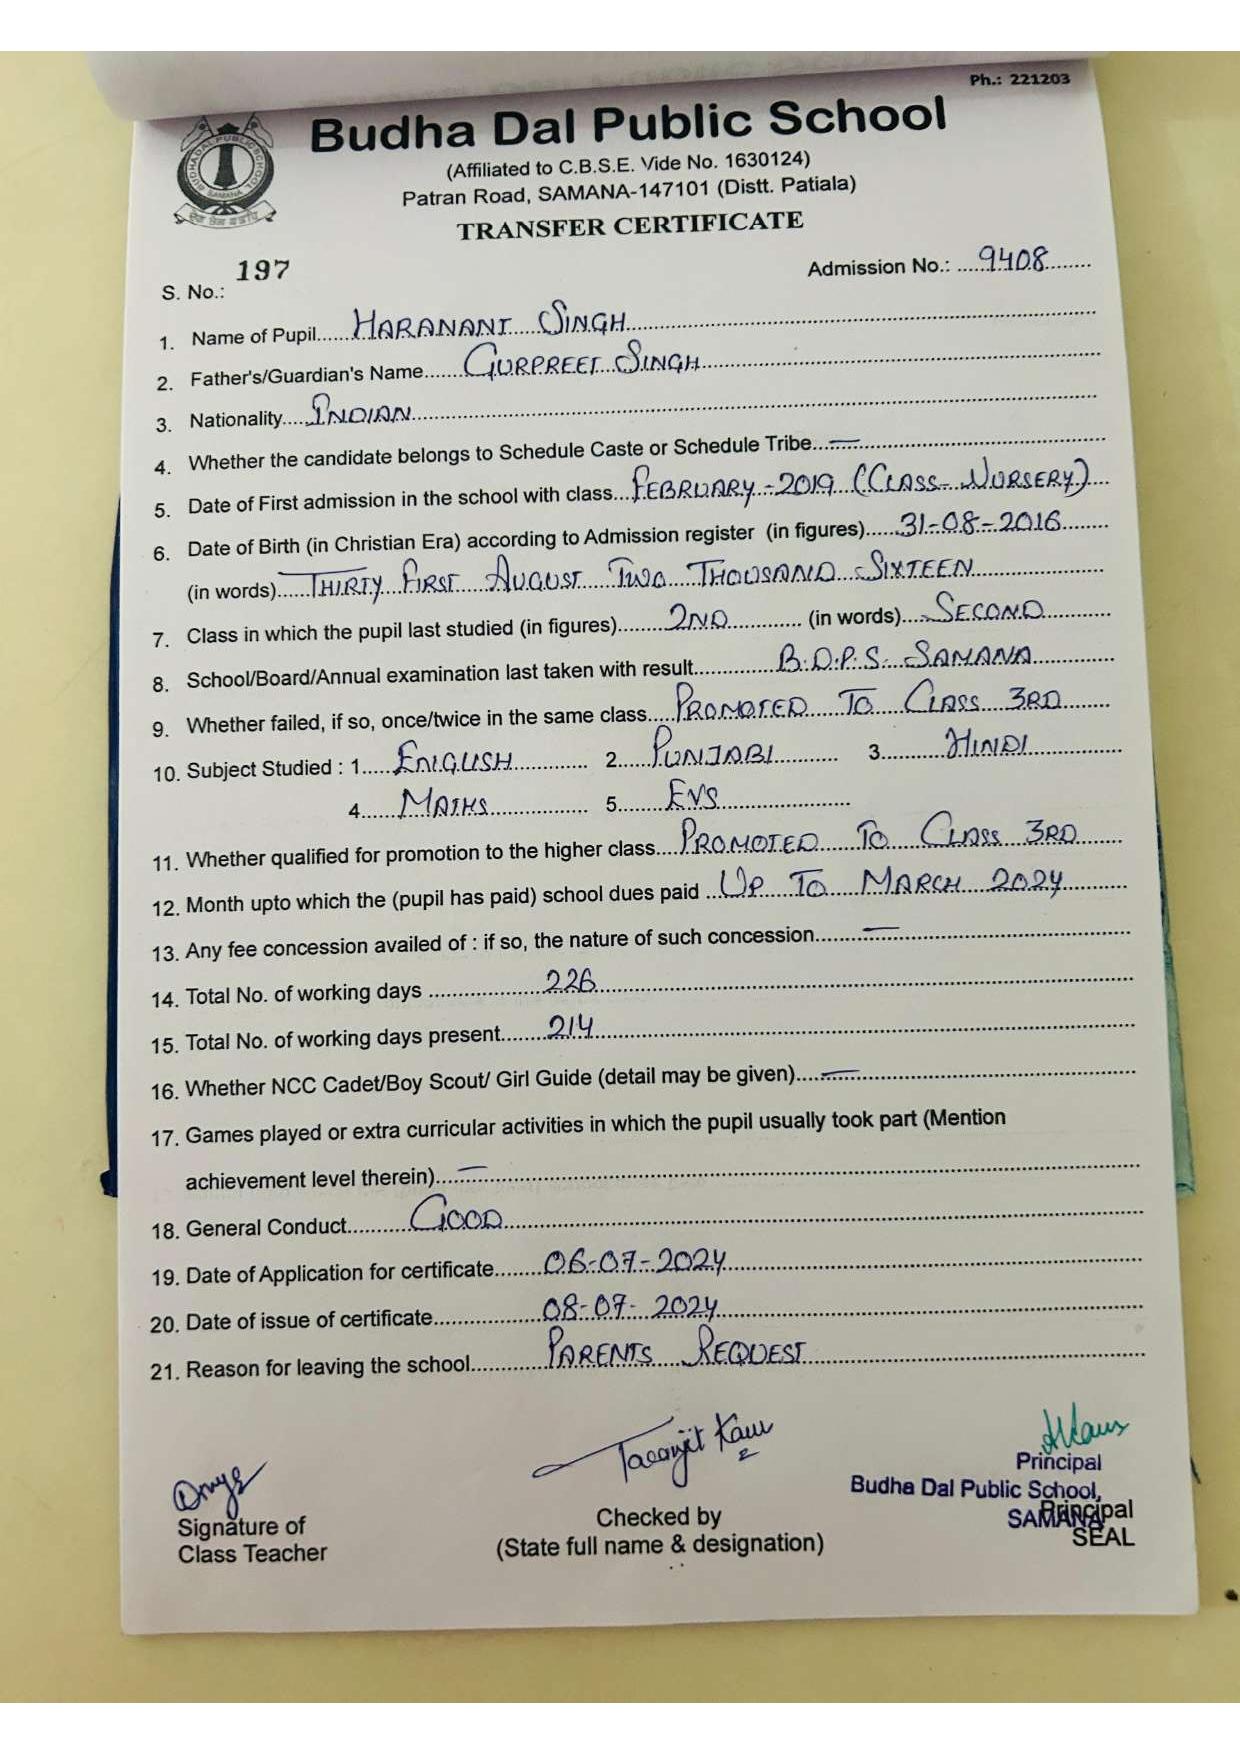 Ph.: 221203
Budha Dal Public School
(Affiliated to C.B.S.E. Vide No. 1630124)
Patran Road, SAMANA-147101 (Distt. Patiala)
TRANSFER CERTIFICATE
BUDHADAL PUBLIC SCHOOL
SAMANA
S. No.: 197
Admission No.: 9408
1. Name of Pupil HARANANT SINGH
2. Father's/Guardian's Name GURPREET SINGH
3. Nationality INDIAN
4. Whether the candidate belongs to Schedule Caste or Schedule Tribe —
5. Date of First admission in the school with class FEBRUARY-2019 (CLASS-NURSERY)
6. Date of Birth (in Christian Era) according to Admission register (in figures) 31-08-2016
(in words) THIRTY FIRST AUGUST TWO THOUSAND SIXTEEN
7. Class in which the pupil last studied (in figures) 2ND (in words) SECOND
8. School/Board/Annual examination last taken with result B.D.P.S. SAMANA
9. Whether failed, if so, once/twice in the same class PROMOTED TO CLASS 3RD
10. Subject Studied : 1 ENGLISH 2 PUNJABI 3 HINDI
4 MATHS 5 EVS
11. Whether qualified for promotion to the higher class PROMOTED TO CLASS 3RD
12. Month upto which the (pupil has paid) school dues paid UP TO MARCH 2024
13. Any fee concession availed of : if so, the nature of such concession —
14. Total No. of working days 226
15. Total No. of working days present 214
16. Whether NCC Cadet/Boy Scout/ Girl Guide (detail may be given) —
17. Games played or extra curricular activities in which the pupil usually took part (Mention
achievement level therein) —
18. General Conduct GOOD
19. Date of Application for certificate 06-07-2024
20. Date of issue of certificate 08-07-2024
21. Reason for leaving the school PARENTS REQUEST
Kaur
Principal
Budha Dal Public School,
SAMANA
Signature of
Class Teacher
Checked by
(State full name & designation)
Principal
SEAL